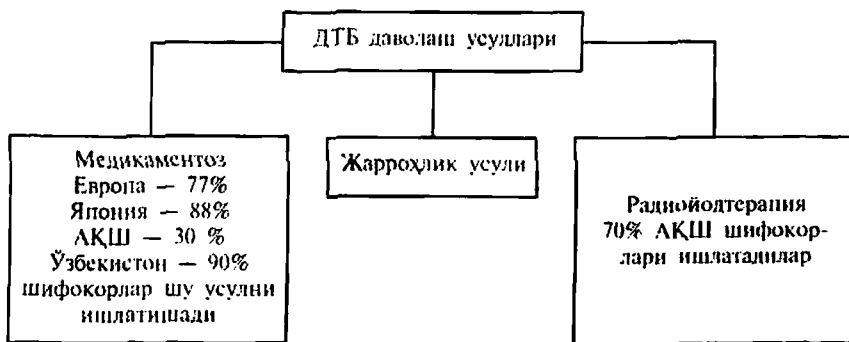 ДТБ даволаш усуллари
Медикаментоз
Европа — 77%
Япония — 88%
АҚШ — 30 %
Ўзбекистон — 90%
шифокорлар шу усулни
ишлатишади
Жарроҳлик усули
Радиойодтерапия
70% АҚШ шифокор-
лари ишлатадилар